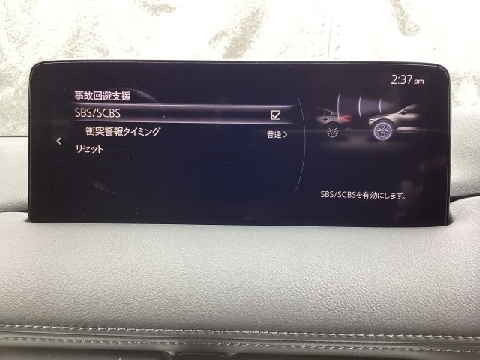 2:37 pm
事故回避支援
SBS/SCBS
衝突警報タイミング
普通 >
リセット
SBS/SCBSを有効にします。